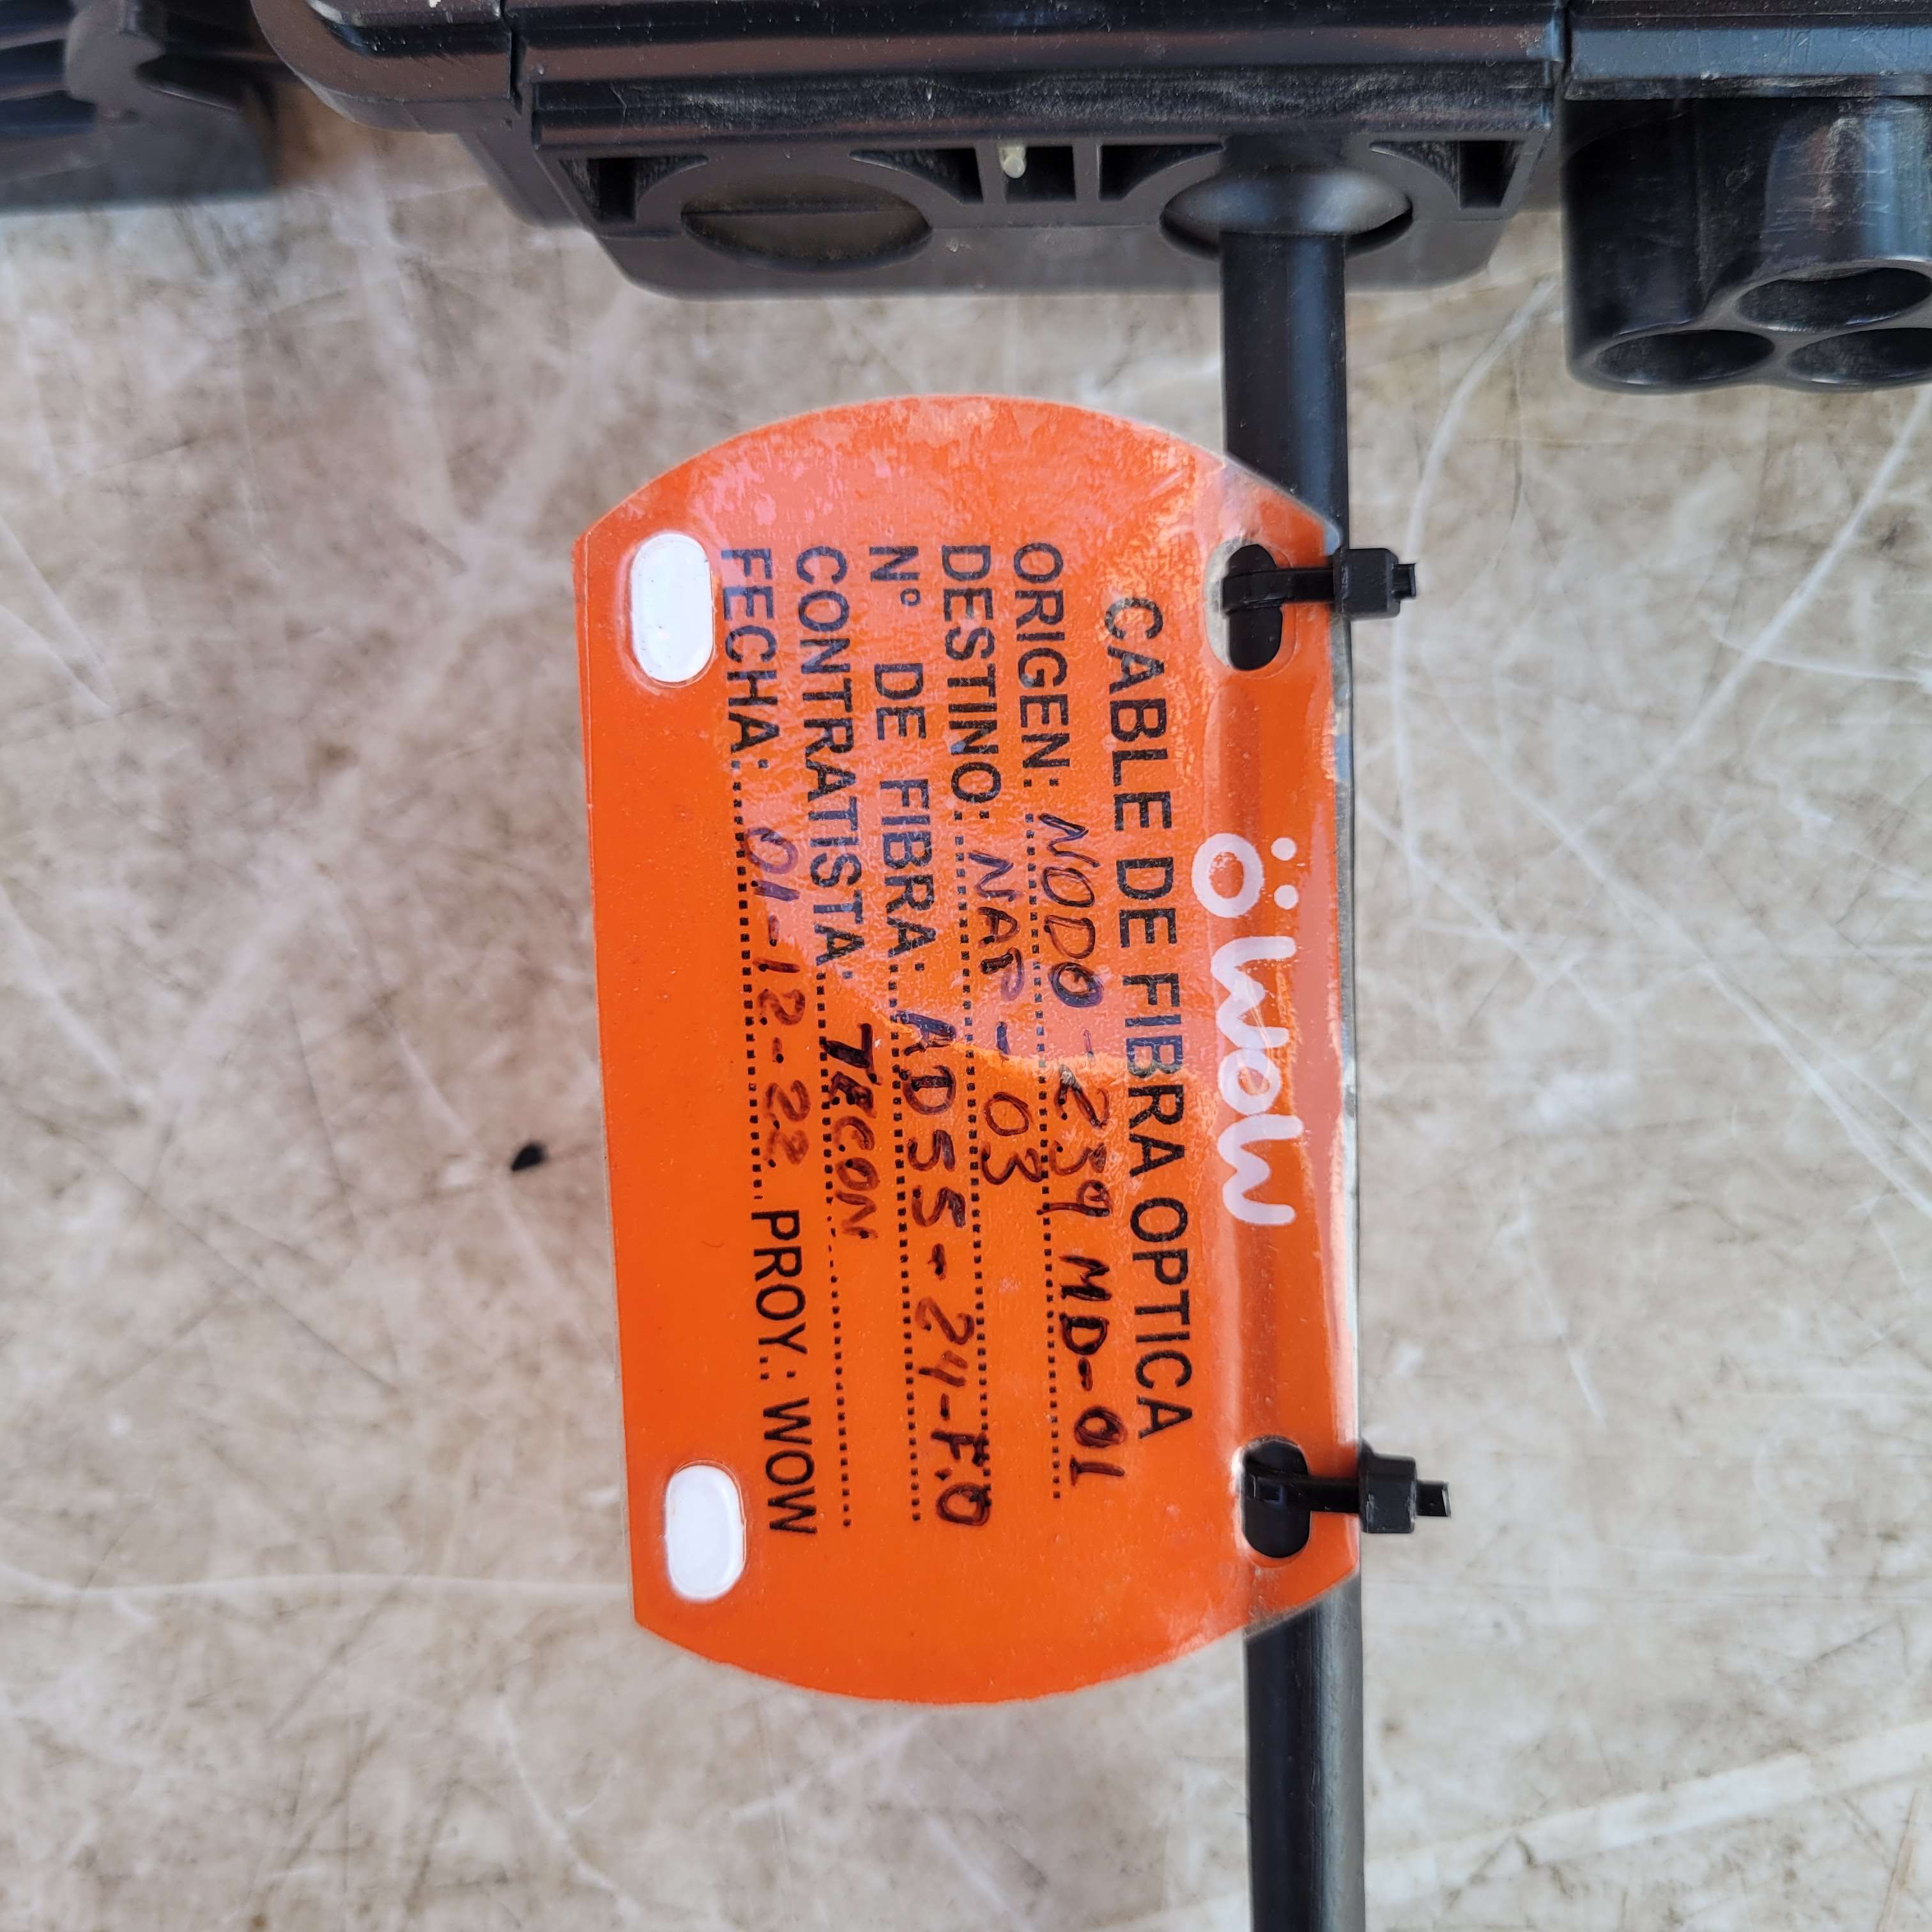 wow
CABLE DE FIBRA OPTICA
ORIGEN: NODO - 239 MD-01
DESTINO: NAP - 03
Nº DE FIBRA: ADSS - 24-F.O
CONTRATISTA: TECON
FECHA: 01-12-22 PROY.: WOW